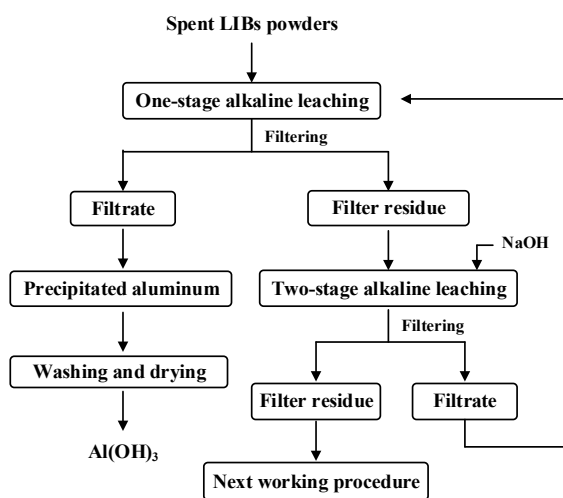 Spent LIBs powders
One-stage alkaline leaching
Filtering
Filtrate
Filter residue
NaOH
Precipitated aluminum
Two-stage alkaline leaching
Filtering
Washing and drying
Filter residue
Filtrate
Al(OH)₃
Next working procedure